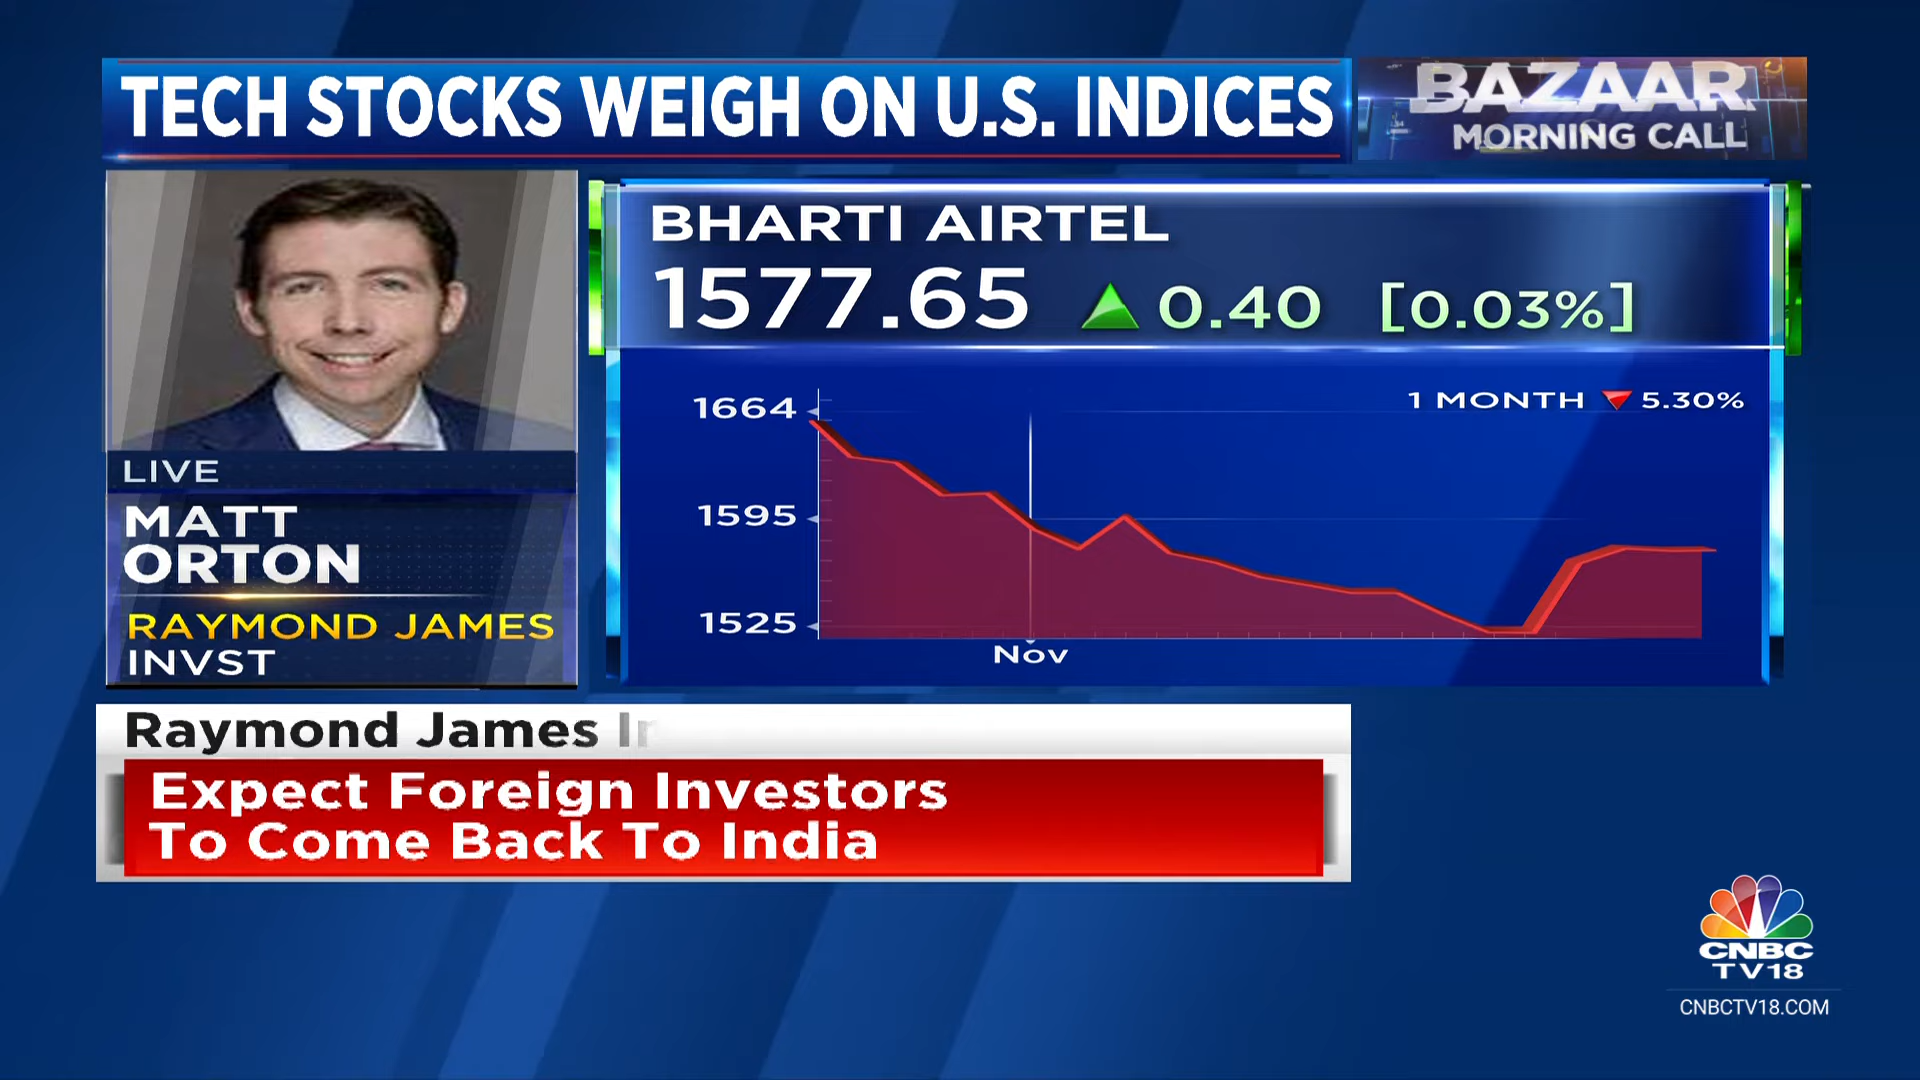 TECH STOCKS WEIGH ON U.S. INDICES
BAZAAR
MORNING CALL
LIVE
MATT
ORTON
RAYMOND JAMES
INVST
BHARTI AIRTEL
1577.65 ▲ 0.40 [0.03%]
1 MONTH ▼ 5.30%
1664
1595
1525
Nov
Raymond James
Expect Foreign Investors
To Come Back To India
CNBC
TV18
CNBCTV18.COM